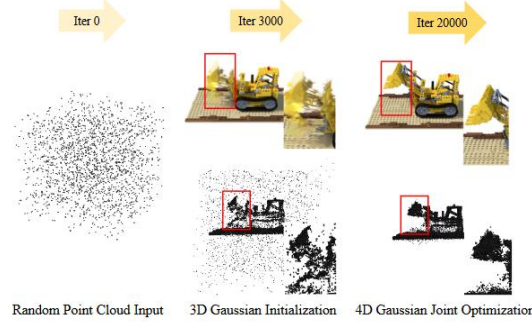 Iter 0
Iter 3000
Iter 20000
Random Point Cloud Input
3D Gaussian Initialization
4D Gaussian Joint Optimization